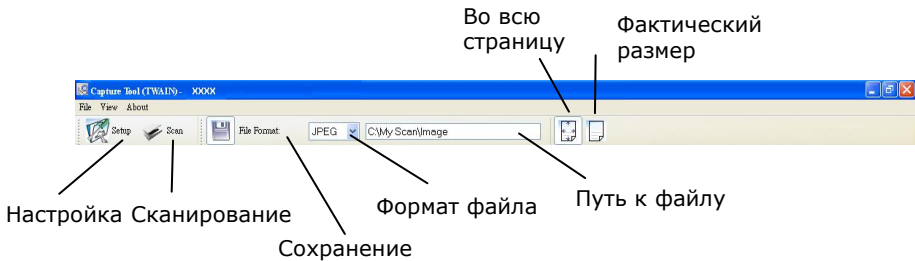 Во всю
страницу
Фактический
размер
Capture Tool (TWAIN) - XXXX
File View About
Setup Scan File Format: JPEG C:\My Scan\Image
Настройка Сканирование Формат файла Путь к файлу
Сохранение